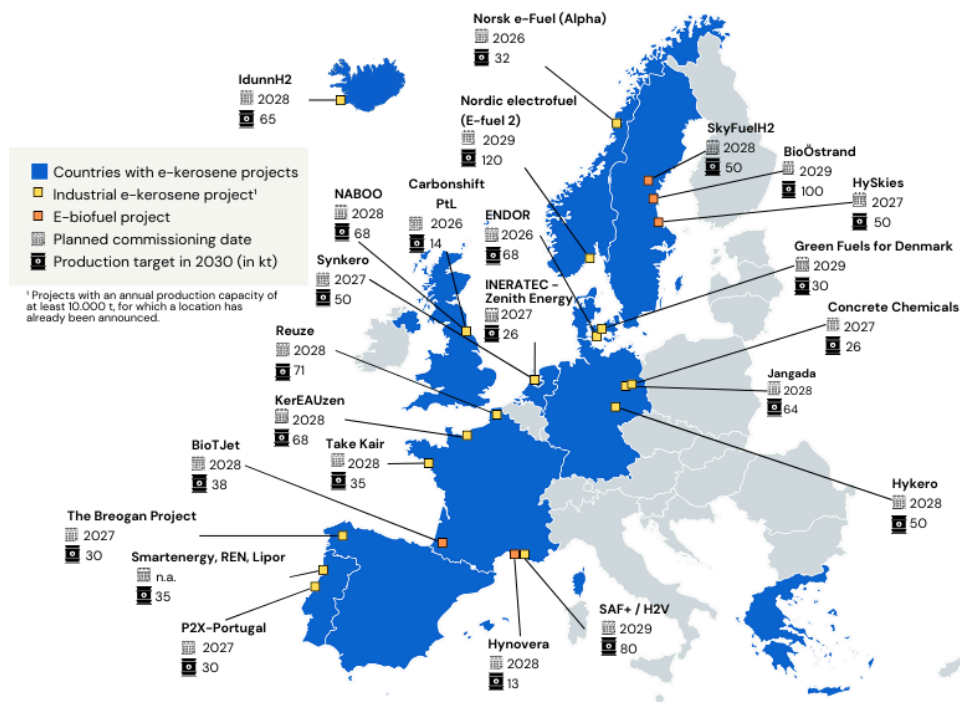 Norsk e-Fuel (Alpha)
2026
32
IdunnH2
2028
65
Nordic electrofuel
(E-fuel 2)
2029
120
SkyFuelH2
2028
50
BioÖstrand
2029
100
HySkies
2027
50
Countries with e-kerosene projects
Industrial e-kerosene project¹
E-biofuel project
Planned commissioning date
Production target in 2030 (in kt)
¹ Projects with an annual production capacity of
at least 10.000 t, for which a location has
already been announced.
NABOO
2028
68
Carbonshift
PtL
2026
14
ENDOR
2026
68
Synkero
2027
50
INERATEC -
Zenith Energy
2027
26
Green Fuels for Denmark
2029
30
Concrete Chemicals
2027
26
Reuze
2028
71
Jangada
2028
64
KerEAUzen
2028
68
BioTJet
2028
38
Take Kair
2028
35
Hykero
2028
50
The Breogan Project
2027
30
Smartenergy, REN, Lipor
n.a.
35
P2X-Portugal
2027
30
Hynovera
2028
13
SAF+ / H2V
2029
80